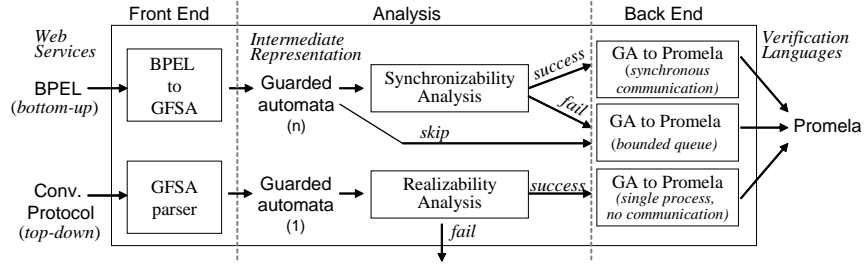 Front End
Analysis
Back End
Web
Services
BPEL
(bottom-up)
BPEL
to
GFSA
Intermediate
Representation
Guarded
automata
(n)
Synchronizability
Analysis
success
fail
skip
GA to Promela
(synchronous
communication)
GA to Promela
(bounded queue)
Verification
Languages
Promela
Conv.
Protocol
(top-down)
GFSA
parser
Guarded
automata
(1)
Realizability
Analysis
success
fail
GA to Promela
(single process,
no communication)